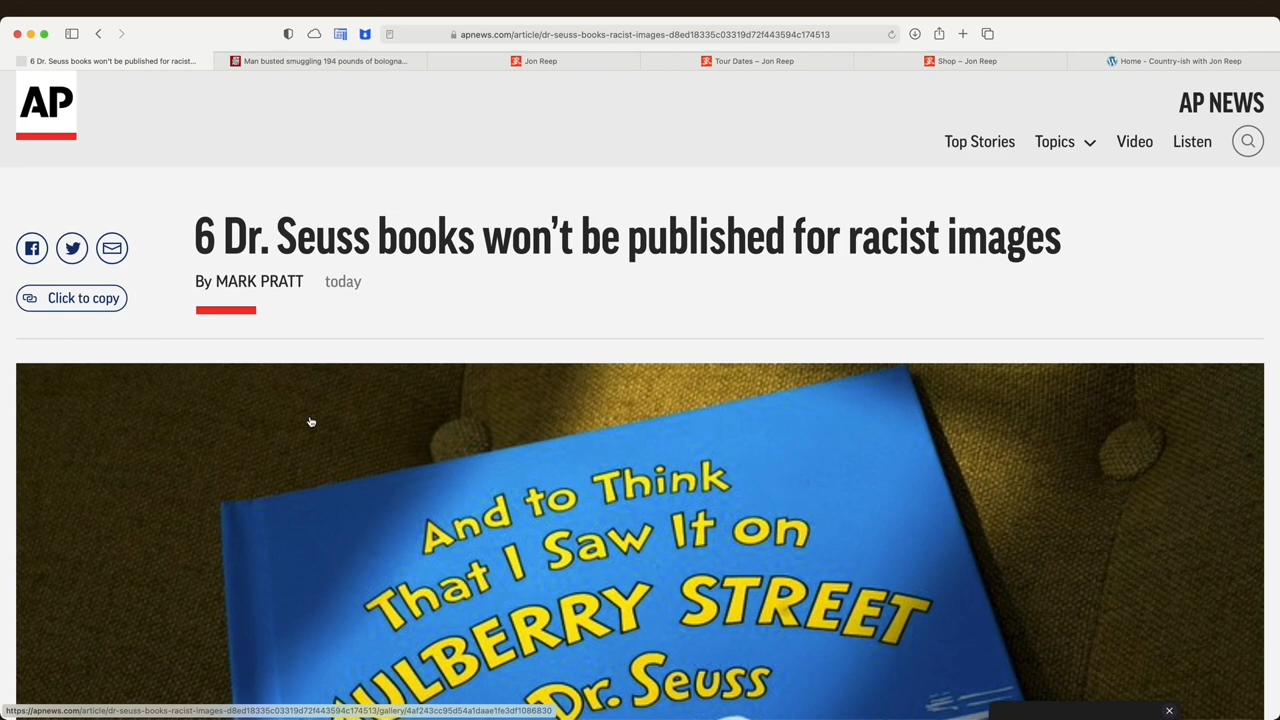 apnews.com/article/dr-seuss-books-racist-images-d8ed18335c03319d72f443594c174513
6 Dr. Seuss books won't be published for racist...
Man busted smuggling 194 pounds of bologna...
Jon Reep
Tour Dates – Jon Reep
Shop – Jon Reep
Home - Country-ish with Jon Reep
AP
AP NEWS
Top Stories
Topics
Video
Listen
6 Dr. Seuss books won't be published for racist images
By MARK PRATT
today
Click to copy
And to Think
That I Saw It on
MULBERRY STREET
Dr. Seuss
https://apnews.com/article/dr-seuss-books-racist-images-d8ed18335c03319d72f443594c174513/gallery/4af243cc95d54a1daae1fe3df1086830